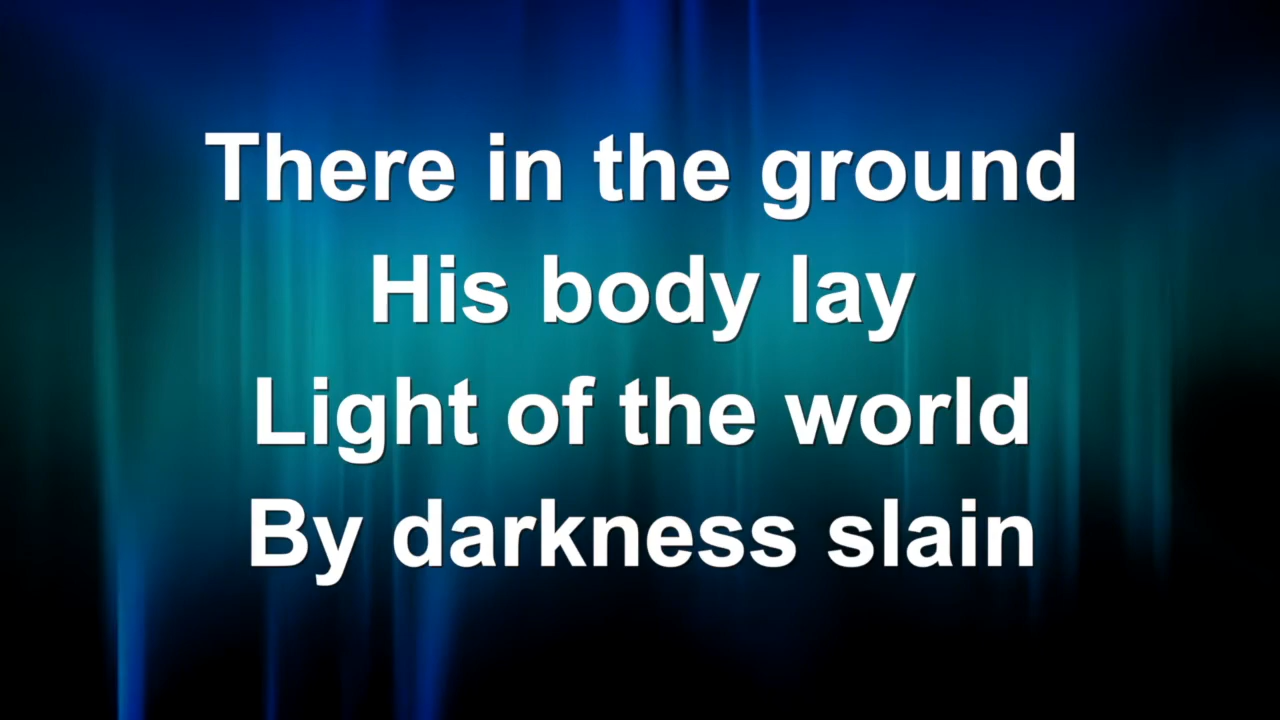 There in the ground
His body lay
Light of the world
By darkness slain